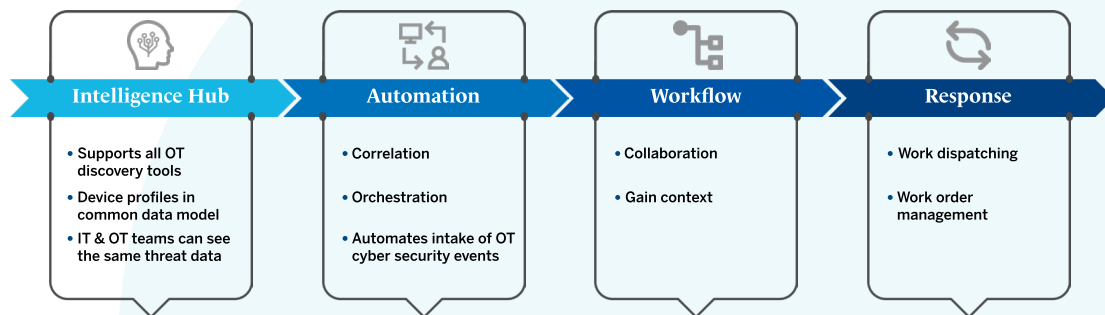 Intelligence Hub
Automation
Workflow
Response
• Supports all OT
discovery tools
• Device profiles in
common data model
• IT & OT teams can see
the same threat data
• Correlation
• Orchestration
• Automates intake of OT
cyber security events
• Collaboration
• Gain context
• Work dispatching
• Work order
management